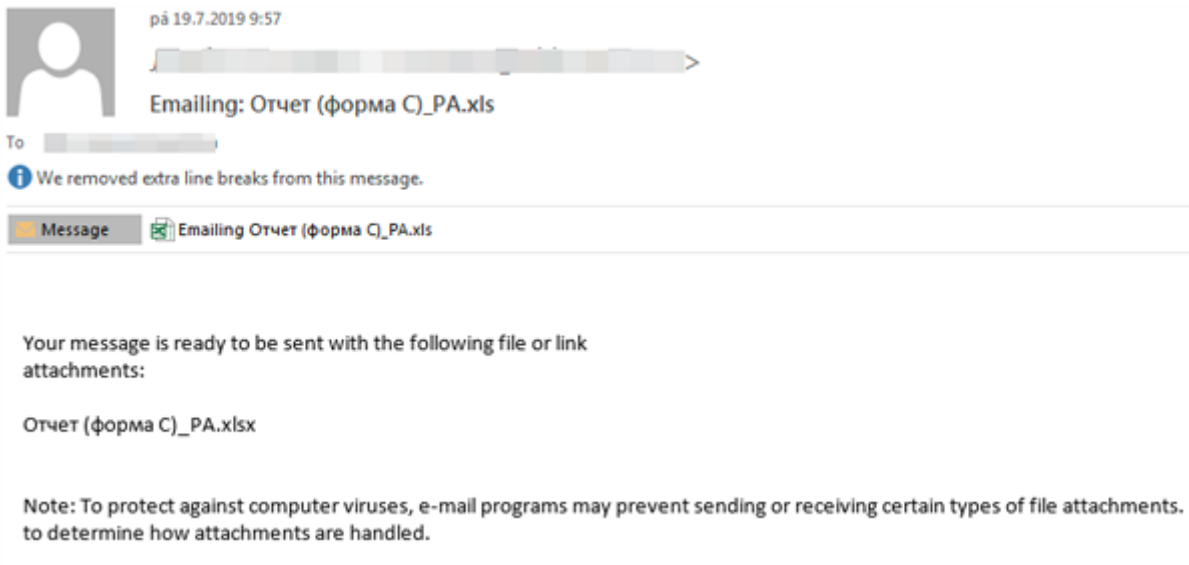 pá 19.7.2019 9:57
>
Emailing: Отчет (форма С)_PA.xls
To
We removed extra line breaks from this message.
Message Emailing Отчет (форма С)_PA.xls
Your message is ready to be sent with the following file or link
attachments:
Отчет (форма С)_PA.xlsx
Note: To protect against computer viruses, e-mail programs may prevent sending or receiving certain types of file attachments.
to determine how attachments are handled.